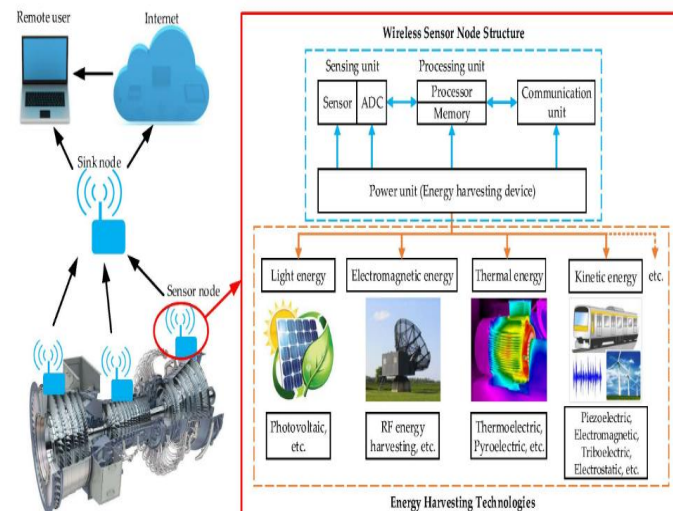 Remote user
Internet
Sink node
Sensor node
Wireless Sensor Node Structure
Sensing unit
Processing unit
Sensor
ADC
Processor
Memory
Communication
unit
Power unit (Energy harvesting device)
Light energy
Electromagnetic energy
Thermal energy
Kinetic energy
etc.
Photovoltaic,
etc.
RF energy
harvesting, etc.
Thermoelectric,
Pyroelectric, etc.
Piezoelectric,
Electromagnetic,
Triboelectric,
Electrostatic, etc.
Energy Harvesting Technologies